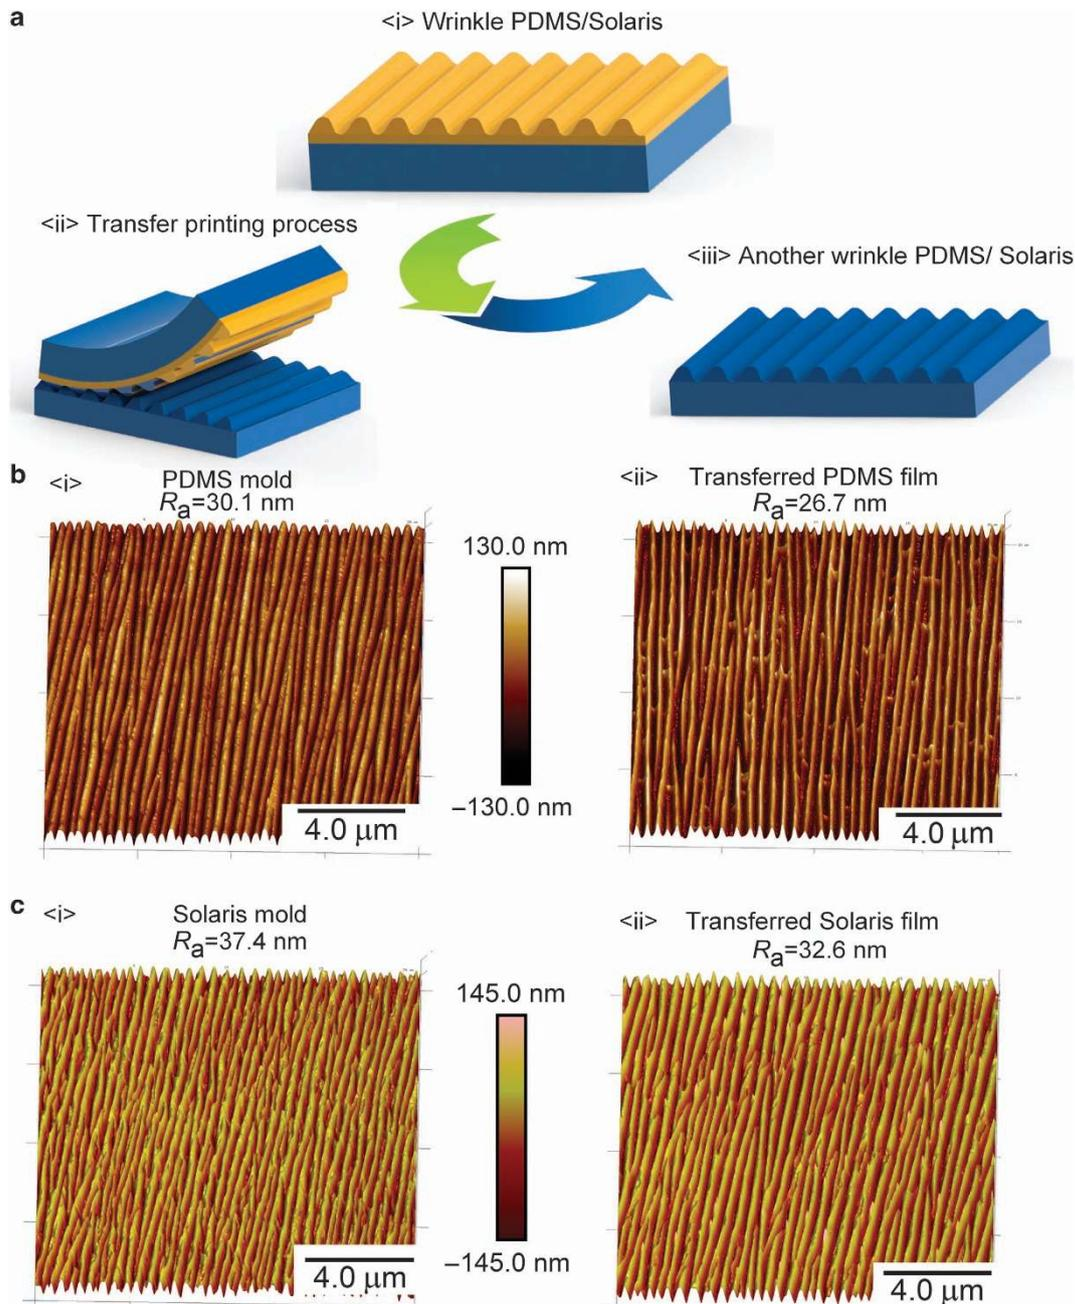 a
<i> Wrinkle PDMS/Solaris
<ii> Transfer printing process
<iii> Another wrinkle PDMS/ Solaris
b
<i>
PDMS mold
Ra=30.1 nm
<ii>
Transferred PDMS film
Ra=26.7 nm
130.0 nm
–130.0 nm
4.0 μm
4.0 μm
c
<i>
Solaris mold
Ra=37.4 nm
<ii>
Transferred Solaris film
Ra=32.6 nm
145.0 nm
–145.0 nm
4.0 μm
4.0 μm